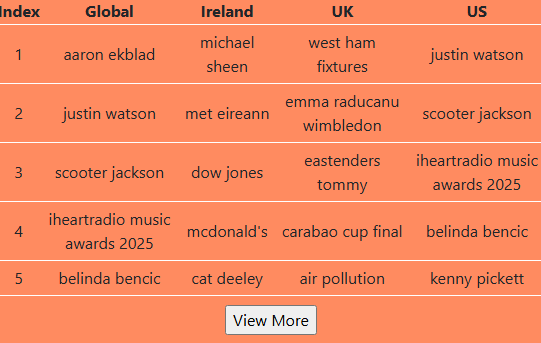 Index Global Ireland UK US
1 aaron ekblad michael sheen west ham fixtures justin watson
2 justin watson met eireann emma raducanu wimbledon scooter jackson
3 scooter jackson dow jones eastenders tommy iheartradio music awards 2025
4 iheartradio music awards 2025 mcdonald's carabao cup final belinda bencic
5 belinda bencic cat deeley air pollution kenny pickett
View More